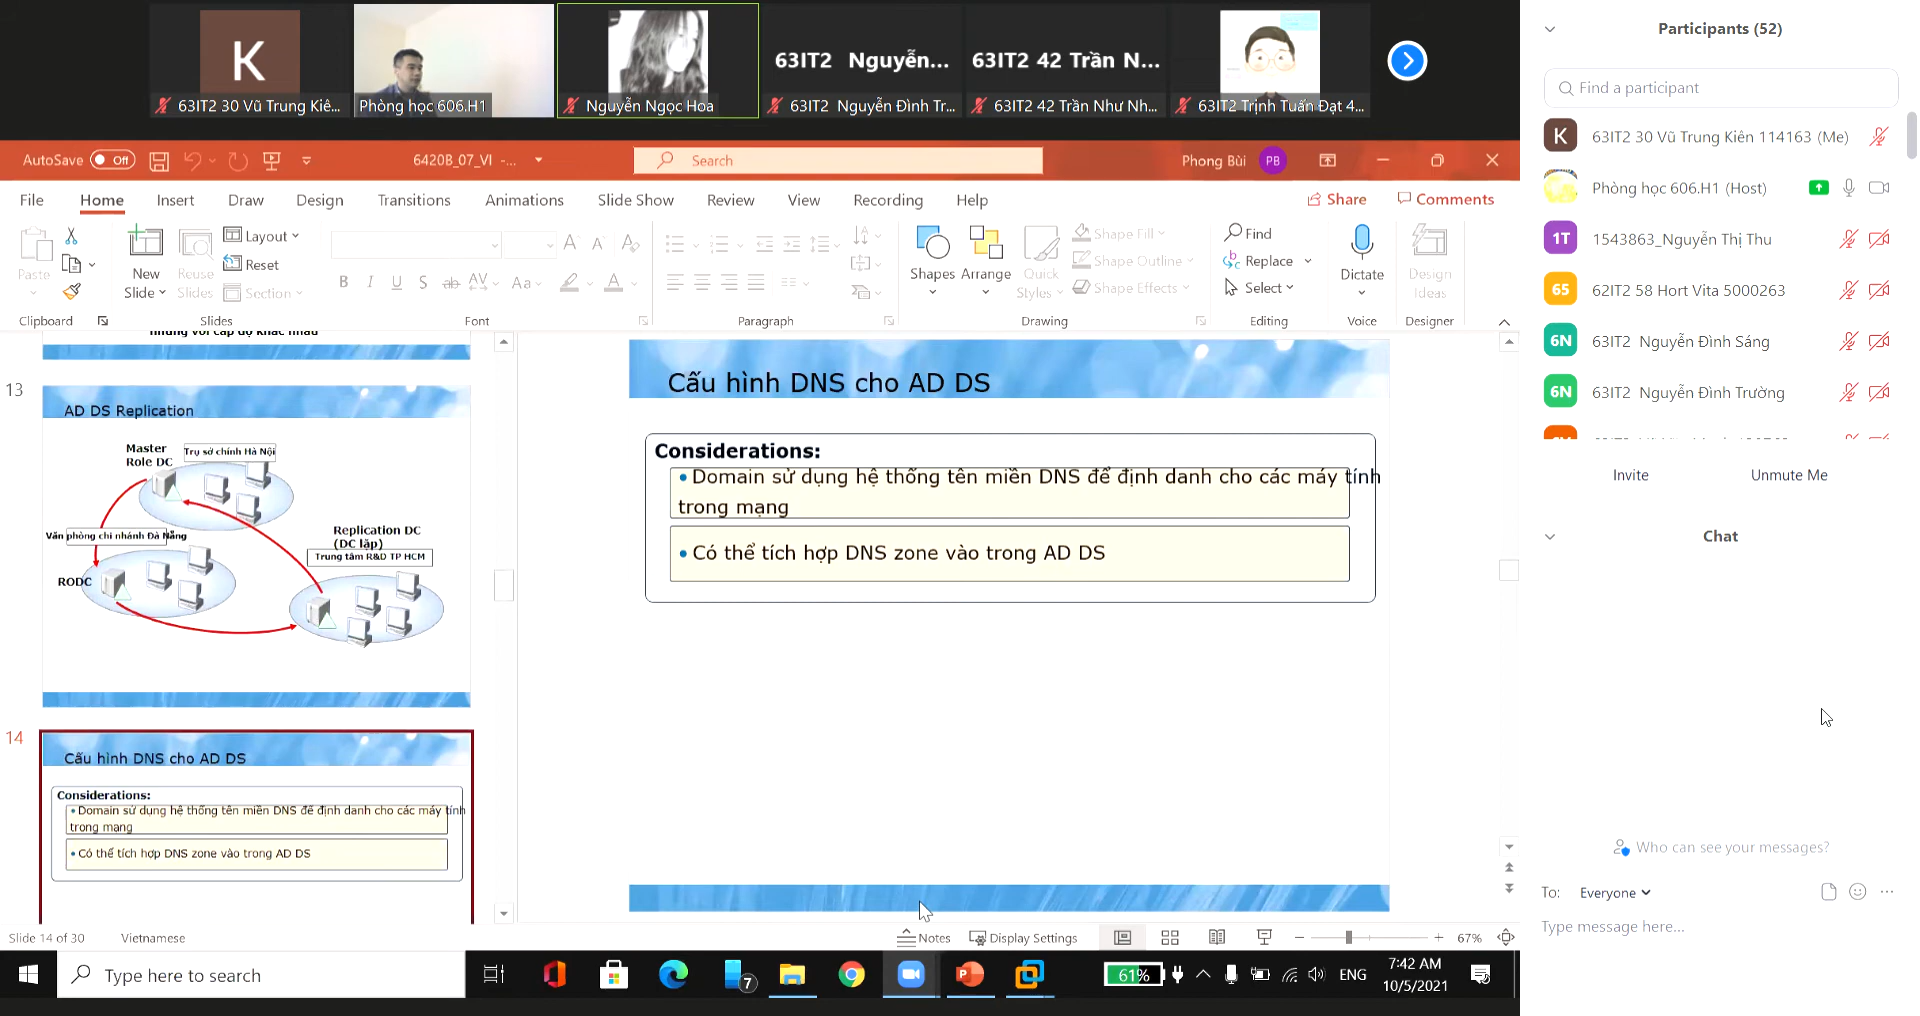 K
63IT2 30 Vũ Trung Kiê...
Phòng học 606.H1
Nguyễn Ngọc Hoa
63IT2  Nguyễn...
63IT2  Nguyễn Đình Tr...
63IT2 42 Trần N...
63IT2 42 Trần Như Nh...
63IT2 Trịnh Tuấn Đạt 4...
AutoSave Off
6420B_07_VI -...
Search
Phong Bùi PB
File Home Insert Draw Design Transitions Animations Slide Show Review View Recording Help
Share Comments
Paste
New Slide
Reuse Slides
Layout
Reset
Section
B I U S ab AV Aa A
Shapes Arrange Quick Styles
Shape Fill
Shape Outline
Shape Effects
Find
Replace
Select
Dictate
Design Ideas
Clipboard Slides Font Paragraph Drawing Editing Voice Designer
những với cấp độ khác nhau
13
AD DS Replication
Master Role DC
Trụ sở chính Hà Nội
Văn phòng chi nhánh Đà Nẵng
RODC
Replication DC
(DC lặp)
Trung tâm R&D TP HCM
14
Cấu hình DNS cho AD DS
Considerations:
• Domain sử dụng hệ thống tên miền DNS để định danh cho các máy tính
trong mạng
• Có thể tích hợp DNS zone vào trong AD DS
Cấu hình DNS cho AD DS
Considerations:
• Domain sử dụng hệ thống tên miền DNS để định danh cho các máy tính
trong mạng
• Có thể tích hợp DNS zone vào trong AD DS
Slide 14 of 30
Vietnamese
Notes
Display Settings
67%
Type here to search
7
61%
ENG
7:42 AM
10/5/2021
Participants (52)
Find a participant
K 63IT2 30 Vũ Trung Kiên 114163 (Me)
Phòng học 606.H1 (Host)
1T 1543863_Nguyễn Thị Thu
65 62IT2 58 Hort Vita 5000263
6N 63IT2  Nguyễn Đình Sáng
6N 63IT2  Nguyễn Đình Trường
Invite
Unmute Me
Chat
Who can see your messages?
To: Everyone
Type message here...